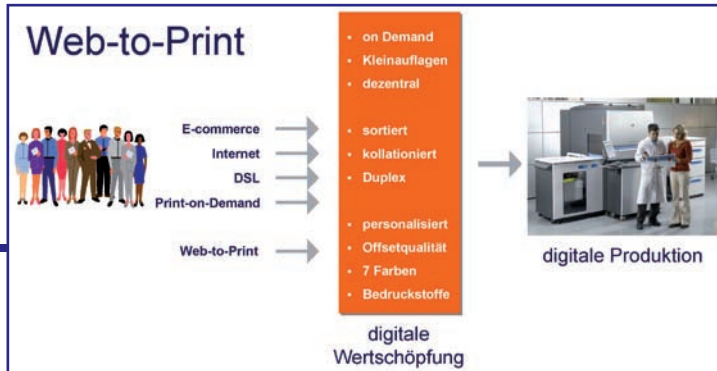 Web-to-Print
E-commerce
Internet
DSL
Print-on-Demand
Web-to-Print
• on Demand
• Kleinauflagen
• dezentral
• sortiert
• kollationiert
• Duplex
• personalisiert
• Offsetqualität
• 7 Farben
• Bedruckstoffe
digitale
Wertschöpfung
digitale Produktion